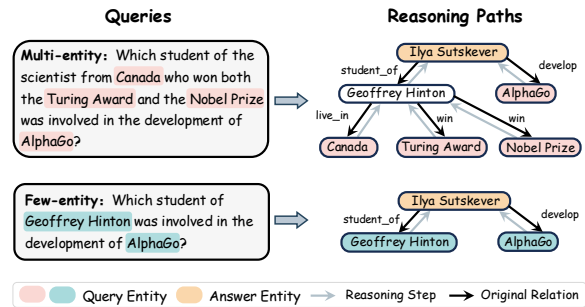 Queries
Reasoning Paths
Multi-entity: Which student of the
scientist from Canada who won both
the Turing Award and the Nobel Prize
was involved in the development of
AlphaGo?
Ilya Sutskever
student_of
develop
Geoffrey Hinton
AlphaGo
live_in
win
win
Canada
Turing Award
Nobel Prize
Few-entity: Which student of
Geoffrey Hinton was involved in the
development of AlphaGo?
Ilya Sutskever
student_of
develop
Geoffrey Hinton
AlphaGo
Query Entity
Answer Entity
Reasoning Step
Original Relation